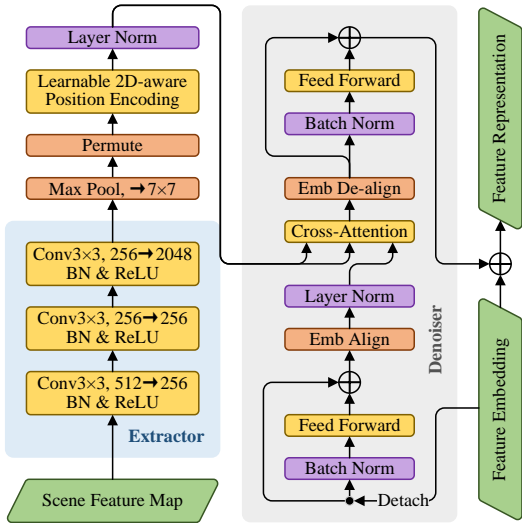 Layer Norm
Learnable 2D-aware
Position Encoding
Permute
Max Pool, →7×7
Conv3×3, 256→2048
BN & ReLU
Conv3×3, 256→256
BN & ReLU
Conv3×3, 512→256
BN & ReLU
Extractor
Scene Feature Map
Feed Forward
Batch Norm
Emb De-align
Cross-Attention
Layer Norm
Emb Align
Feed Forward
Batch Norm
Detach
Denoiser
Feature Representation
Feature Embedding